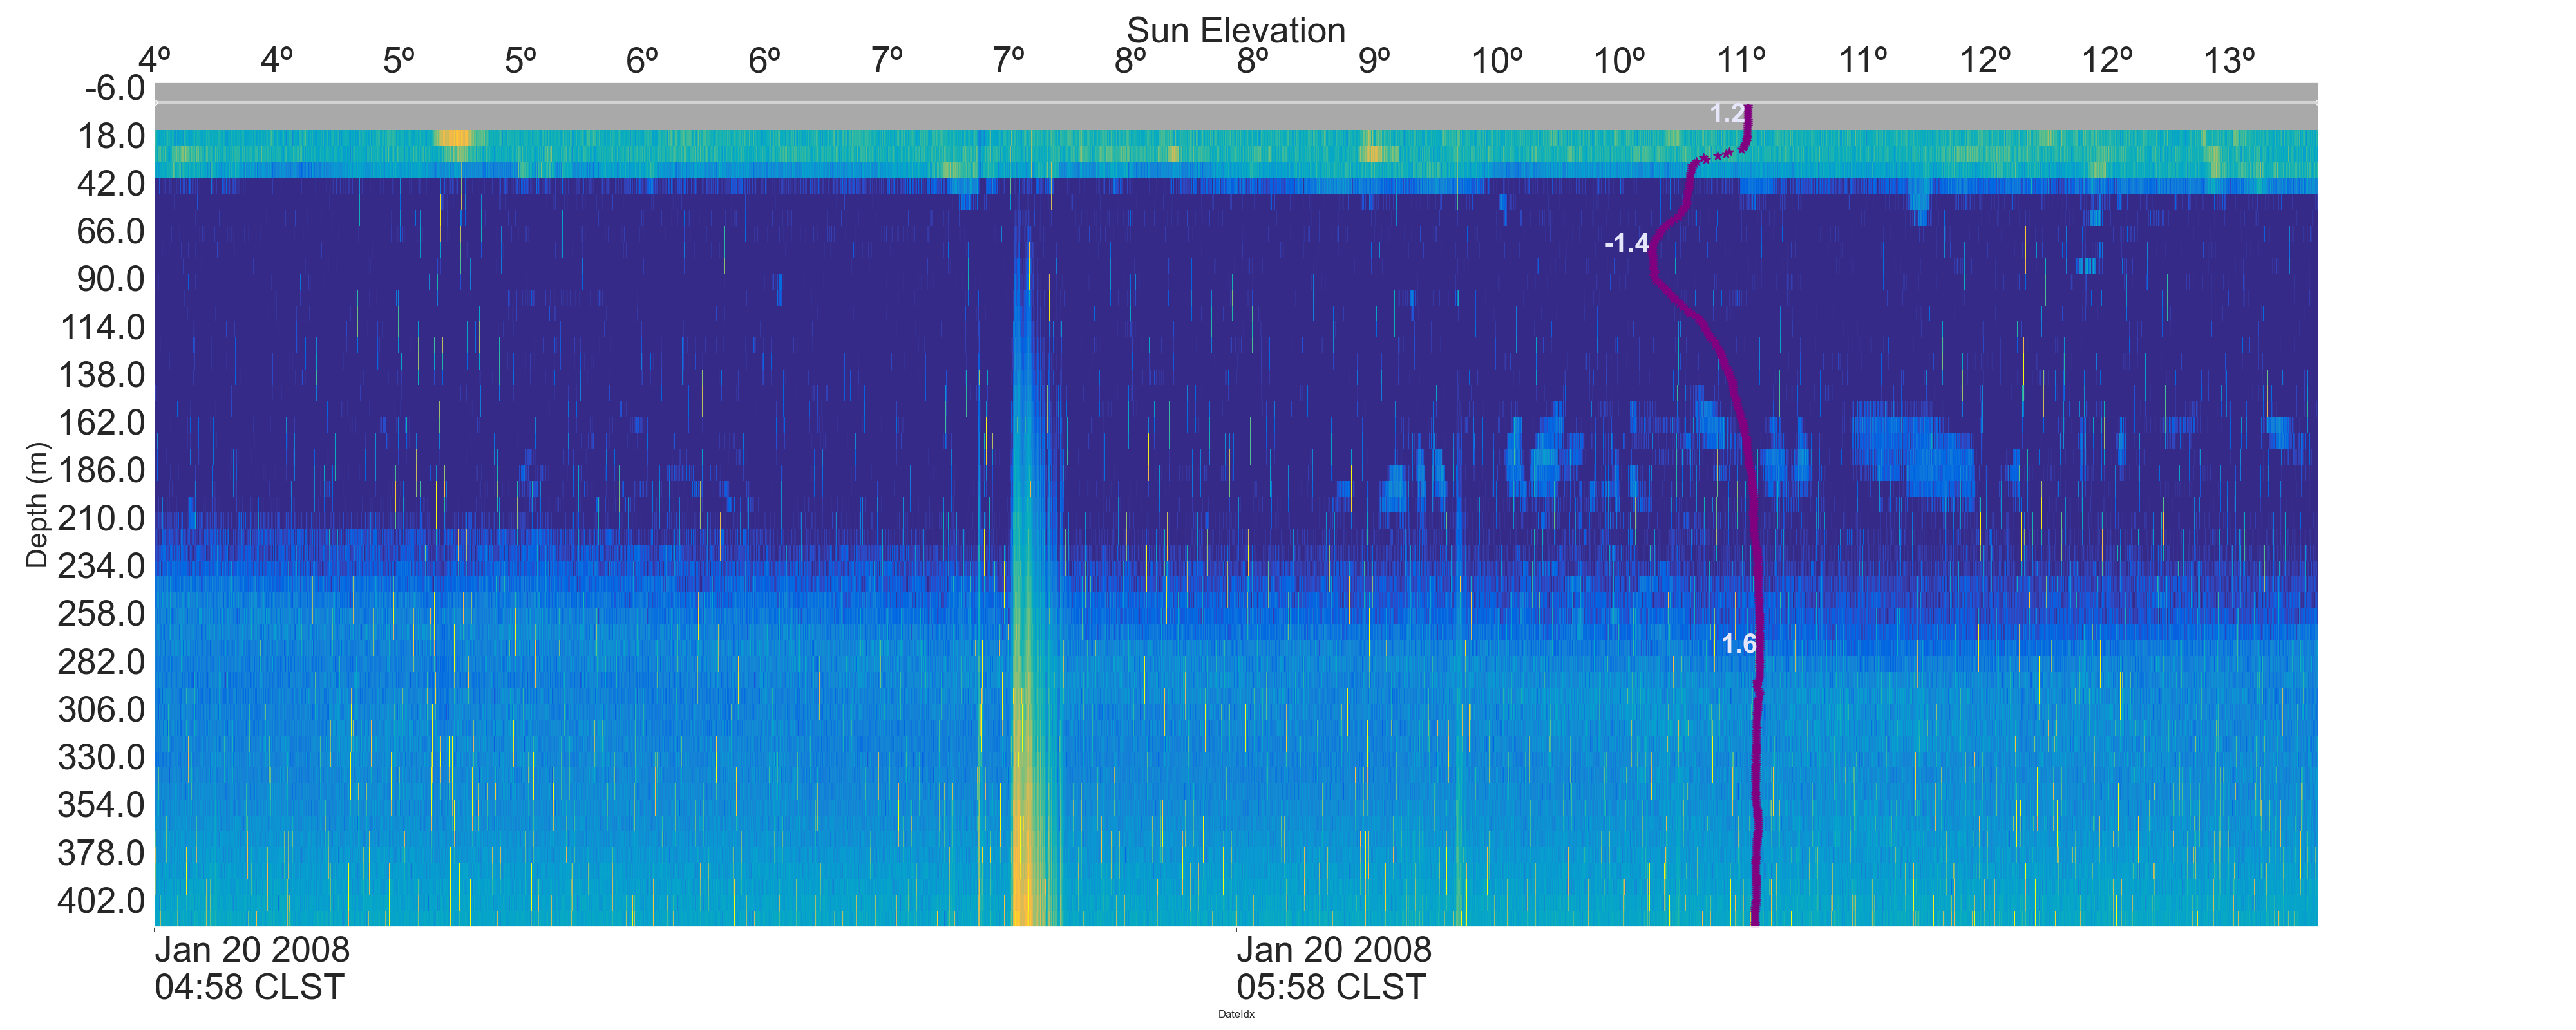 Sun Elevation
4º 4º 5º 5º 6º 6º 7º 7º 8º 8º 9º 10º 10º 11º 11º 12º 12º 13º
-6.0
1.2
18.0
42.0
66.0
-1.4
90.0
114.0
138.0
162.0
186.0
210.0
234.0
258.0
1.6
282.0
306.0
330.0
354.0
378.0
402.0
Depth (m)
Jan 20 2008
04:58 CLST
Jan 20 2008
05:58 CLST
DateIdx